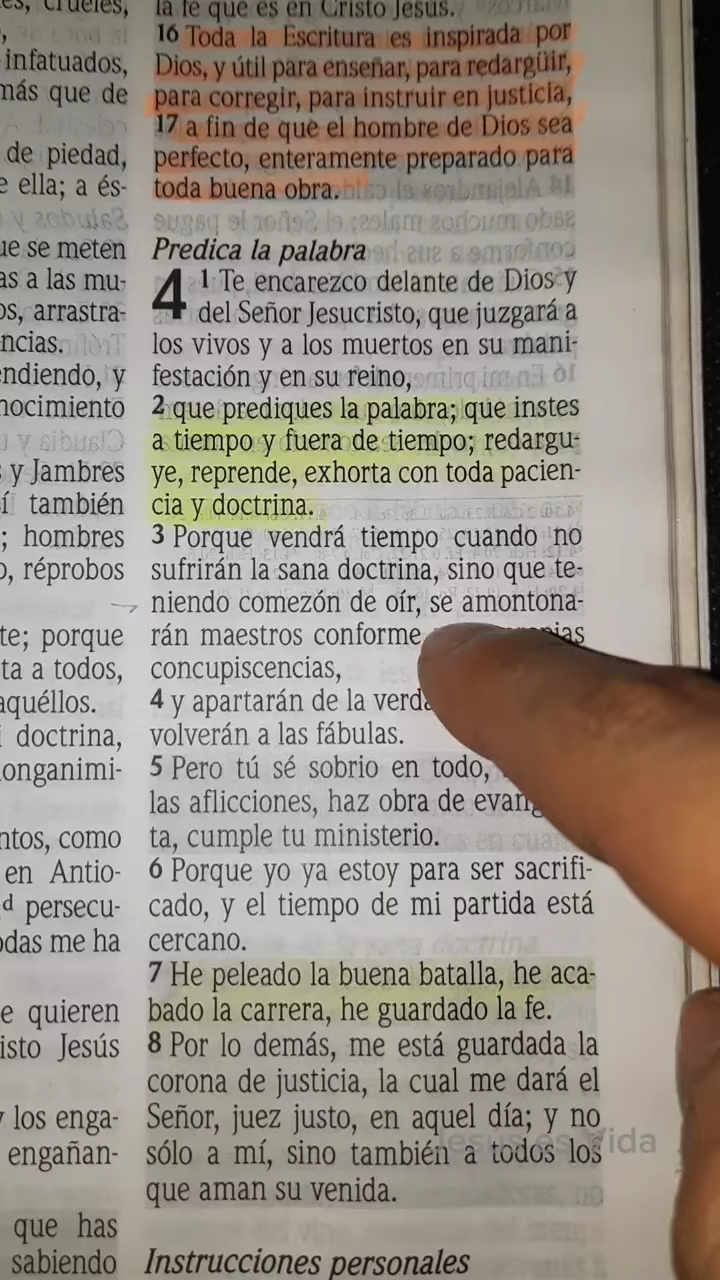 es, crueles,
infatuados,
más que de
de piedad,
e ella; a és-
ue se meten
as a las mu-
os, arrastra-
ncias.
endiendo, y
nocimiento
s y Jambres
sí también
; hombres
o, réprobos
te; porque
ta a todos,
aquéllos.
doctrina,
onganimi-
ntos, como
en Antio-
d persecu-
odas me ha
e quieren
isto Jesús
y los enga-
engañan-
que has
sabiendo
la fe que es en Cristo Jesús.
16 Toda la Escritura es inspirada por
Dios, y útil para enseñar, para redargüir,
para corregir, para instruir en justicia,
17 a fin de que el hombre de Dios sea
perfecto, enteramente preparado para
toda buena obra.
Predica la palabra
4 1 Te encarezco delante de Dios y
del Señor Jesucristo, que juzgará a
los vivos y a los muertos en su mani-
festación y en su reino,
2 que prediques la palabra; que instes
a tiempo y fuera de tiempo; redargu-
ye, reprende, exhorta con toda pacien-
cia y doctrina.
3 Porque vendrá tiempo cuando no
sufrirán la sana doctrina, sino que te-
niendo comezón de oír, se amontona-
rán maestros conforme
concupiscencias,
4 y apartarán de la
volverán a las fábulas.
5 Pero tú sé sobrio en todo,
las aflicciones, haz obra de
ta, cumple tu ministerio.
6 Porque yo ya estoy para ser sacrifi-
cado, y el tiempo de mi partida está
cercano.
7 He peleado la buena batalla, he aca-
bado la carrera, he guardado la fe.
8 Por lo demás, me está guardada la
corona de justicia, la cual me dará el
Señor, juez justo, en aquel día; y no
sólo a mí, sino también a todos los
que aman su venida.
Instrucciones personales
Jesús es Vida